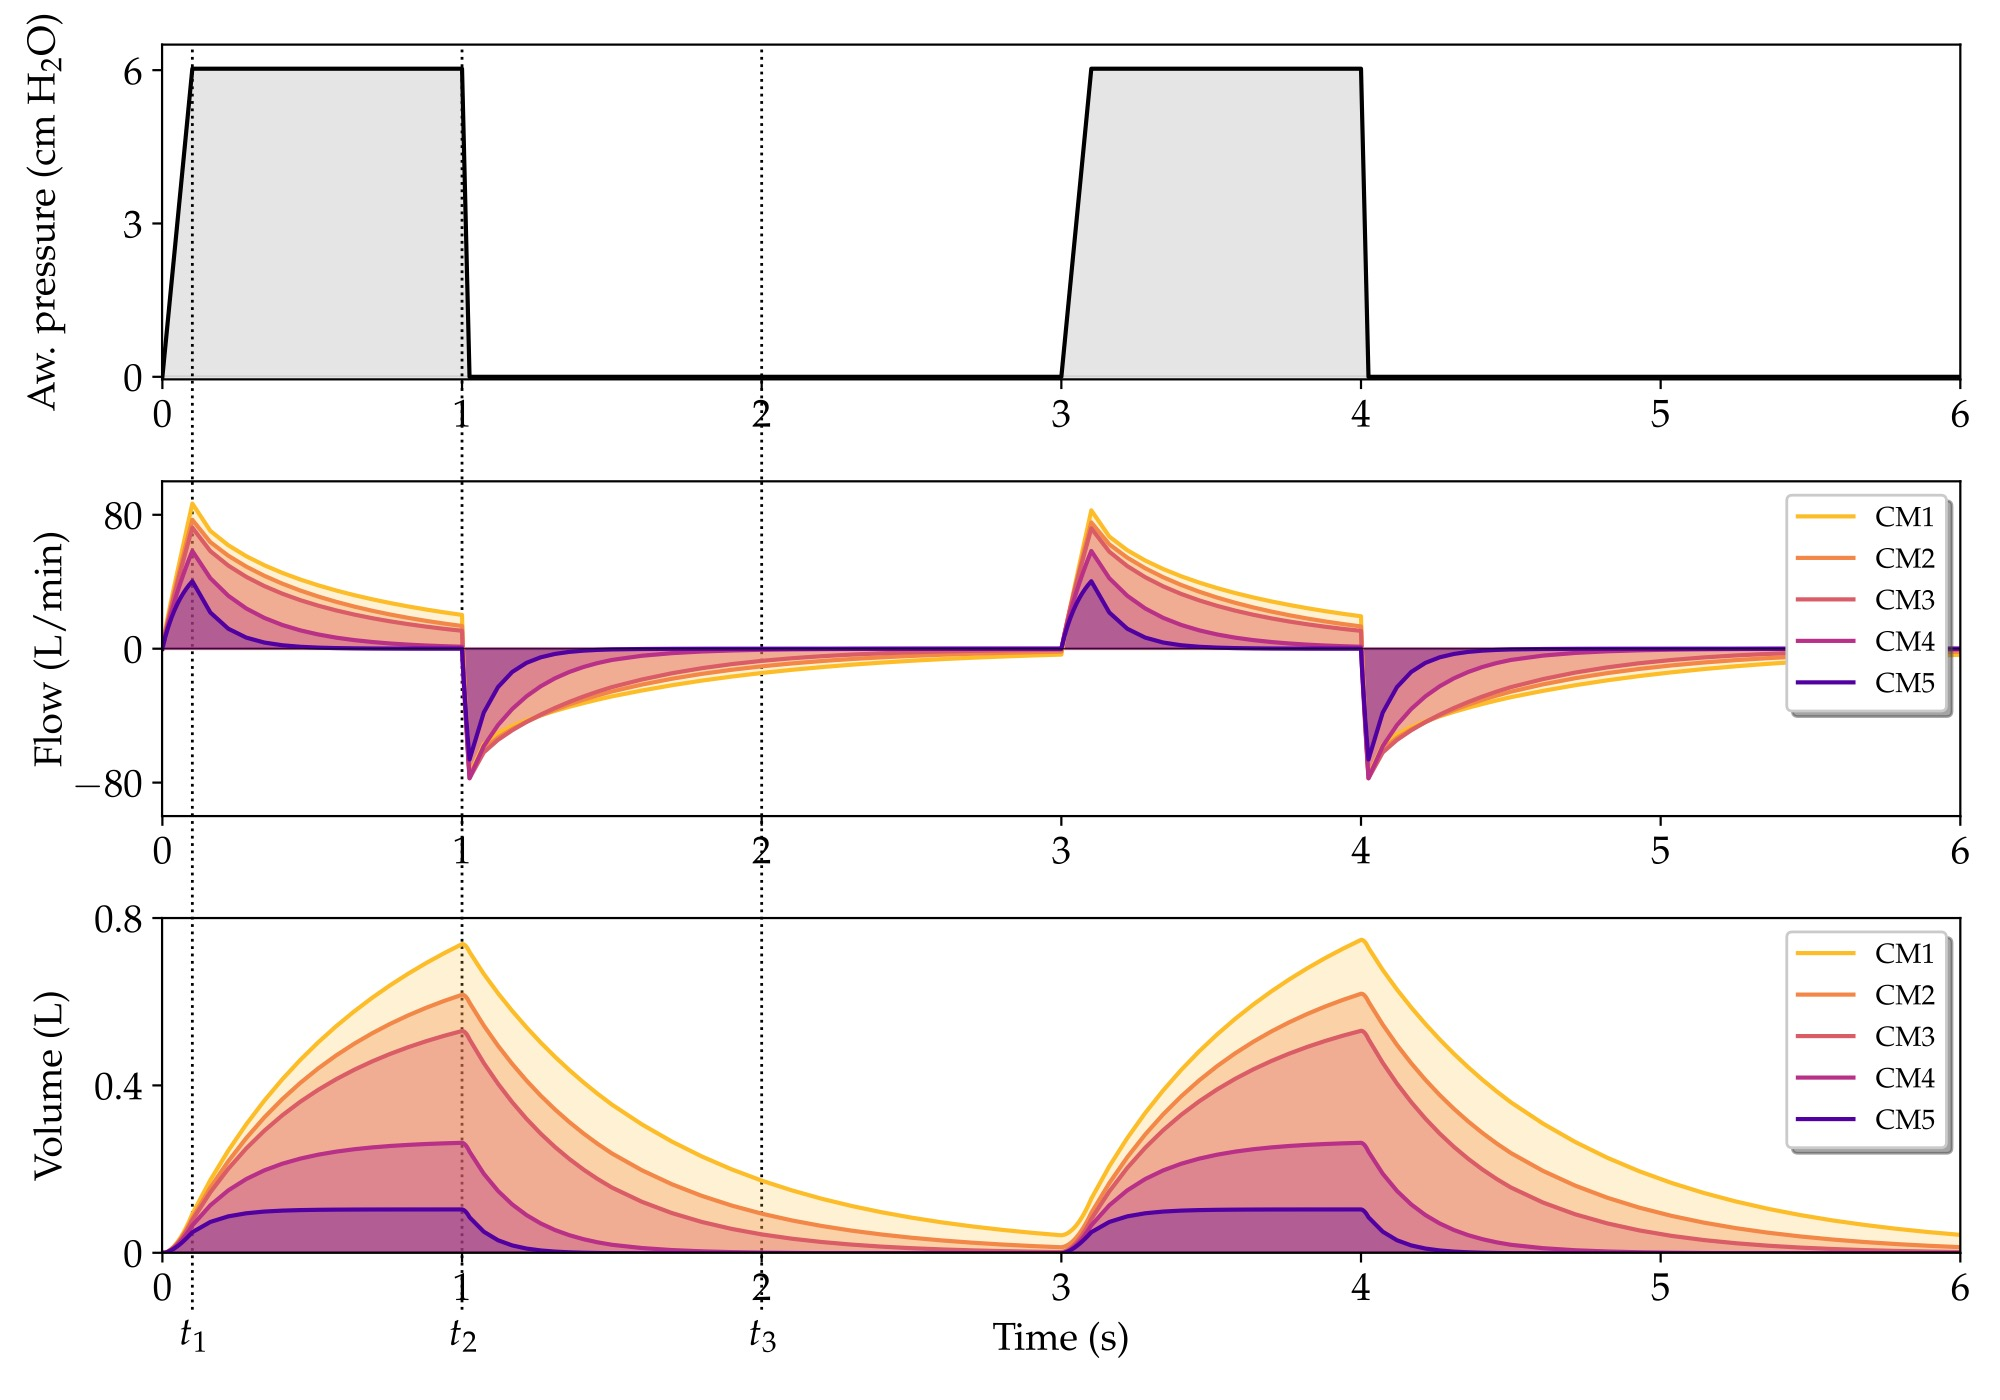 Aw. pressure (cm H₂O)
6
3
0
0 1 2 3 4 5 6
Flow (L/min)
80
0
−80
CM1
CM2
CM3
CM4
CM5
0 1 2 3 4 5 6
Volume (L)
0.8
0.4
0
CM1
CM2
CM3
CM4
CM5
0 1 2 3 4 5 6
t₁ t₂ t₃ Time (s)